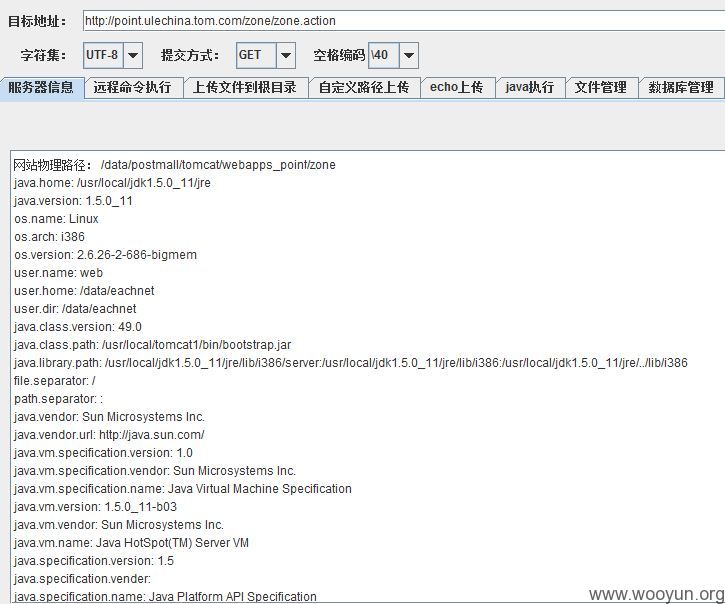 目标地址： http://point.ulechina.tom.com/zone/zone.action
字符集： UTF-8 提交方式： GET 空格编码 \40
服务器信息 远程命令执行 上传文件到根目录 自定义路径上传 echo上传 java执行 文件管理 数据库管理
网站物理路径： /data/postmall/tomcat/webapps_point/zone
java.home: /usr/local/jdk1.5.0_11/jre
java.version: 1.5.0_11
os.name: Linux
os.arch: i386
os.version: 2.6.26-2-686-bigmem
user.name: web
user.home: /data/eachnet
user.dir: /data/eachnet
java.class.version: 49.0
java.class.path: /usr/local/tomcat1/bin/bootstrap.jar
java.library.path: /usr/local/jdk1.5.0_11/jre/lib/i386/server:/usr/local/jdk1.5.0_11/jre/lib/i386:/usr/local/jdk1.5.0_11/jre/../lib/i386
file.separator: /
path.separator: :
java.vendor: Sun Microsystems Inc.
java.vendor.url: http://java.sun.com/
java.vm.specification.version: 1.0
java.vm.specification.vendor: Sun Microsystems Inc.
java.vm.specification.name: Java Virtual Machine Specification
java.vm.version: 1.5.0_11-b03
java.vm.vendor: Sun Microsystems Inc.
java.vm.name: Java HotSpot(TM) Server VM
java.specification.version: 1.5
java.specification.vender:
java.specification.name: Java Platform API Specification
www.wooyun.org